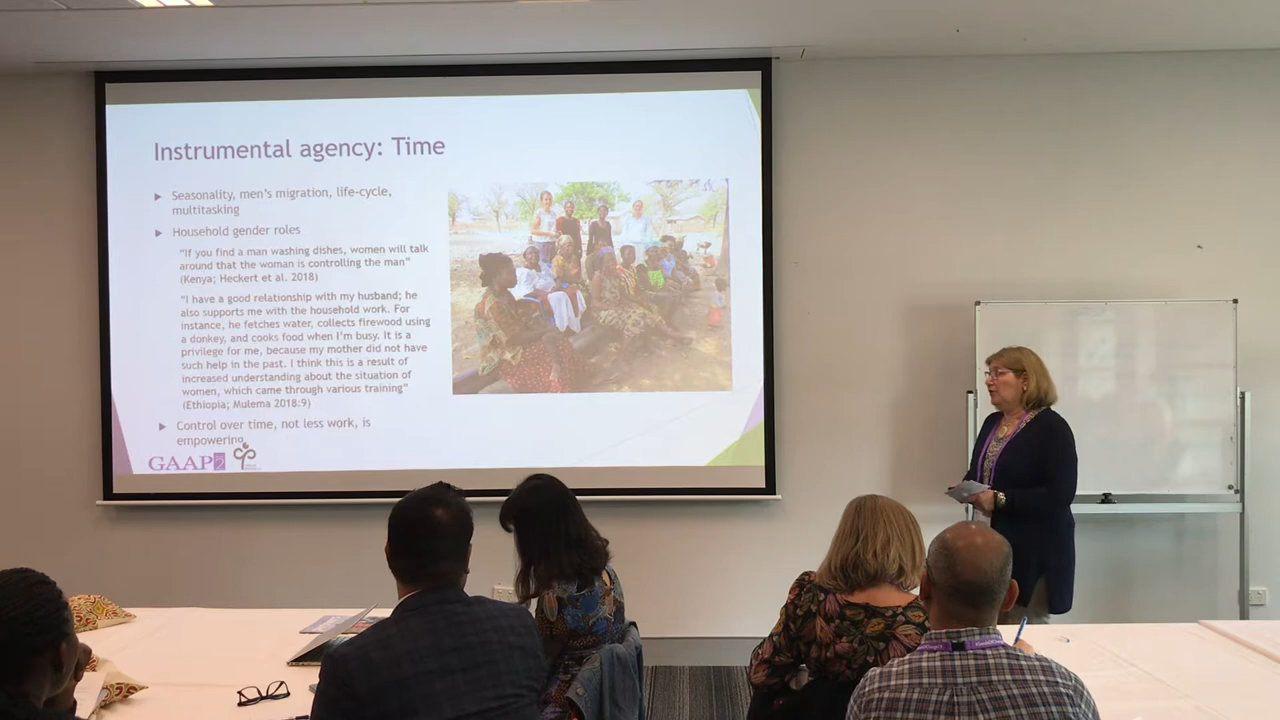 Instrumental agency: Time
Seasonality, men's migration, life-cycle,
multitasking
Household gender roles
"If you find a man washing dishes, women will talk
around that the woman is controlling the man"
(Kenya; Heckert et al. 2018)
"I have a good relationship with my husband; he
also supports me with the household work. For
instance, he fetches water, collects firewood using
a donkey, and cooks food when I'm busy. It is a
privilege for me, because my mother did not have
such help in the past. I think this is a result of
increased understanding about the situation of
women, which came through various training"
(Ethiopia; Mulema 2018:9)
Control over time, not less work, is
empowering
GAAP2